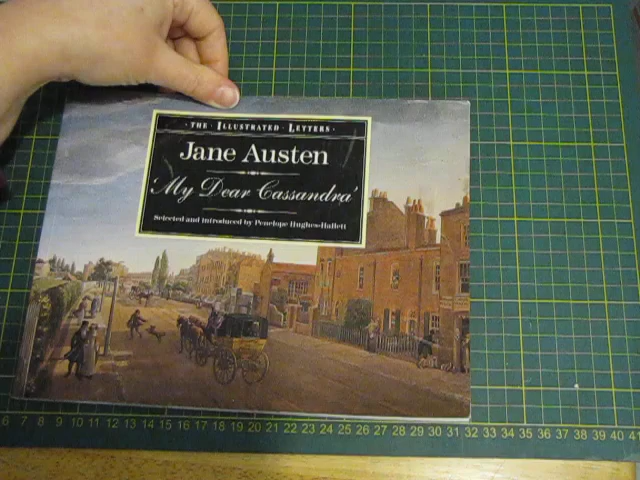 · THE · ILLUSTRATED · LETTERS ·
Jane Austen
'My Dear Cassandra'
Selected and introduced by Penelope Hughes-Hallett
6 7 8 9 10 11 12 13 14 15 16 17 18 19 20 21 22 23 24 25 26 27 28 29 30 31 32 33 34 35 36 37 38 39 40 41